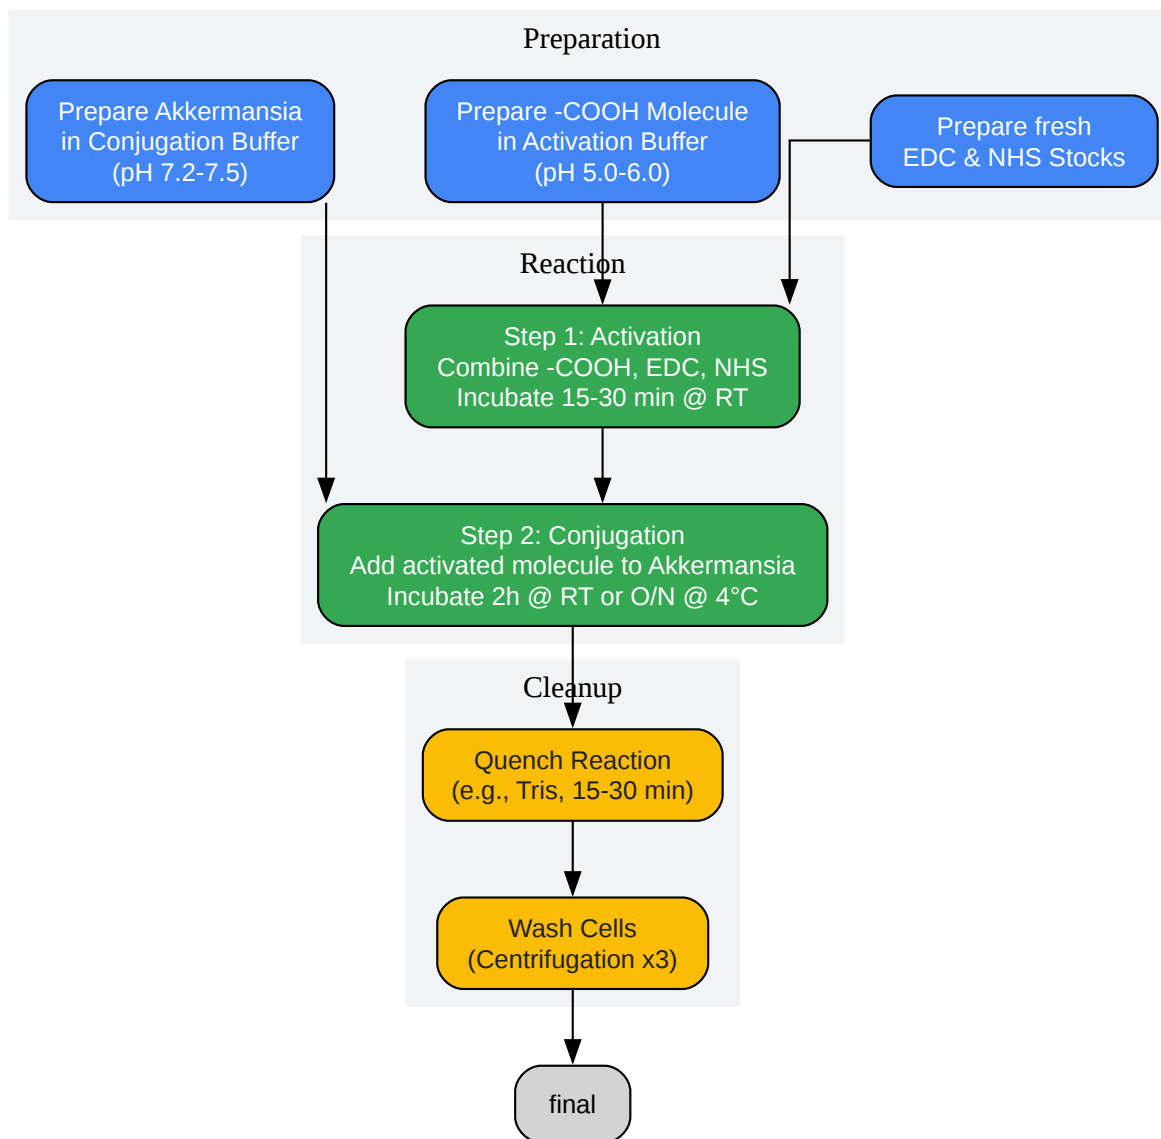 Preparation
Prepare Akkermansia
in Conjugation Buffer
(pH 7.2-7.5)
Prepare -COOH Molecule
in Activation Buffer
(pH 5.0-6.0)
Prepare fresh
EDC & NHS Stocks
Reaction
Step 1: Activation
Combine -COOH, EDC, NHS
Incubate 15-30 min @ RT
Step 2: Conjugation
Add activated molecule to Akkermansia
Incubate 2h @ RT or O/N @ 4°C
Cleanup
Quench Reaction
(e.g., Tris, 15-30 min)
Wash Cells
(Centrifugation x3)
final